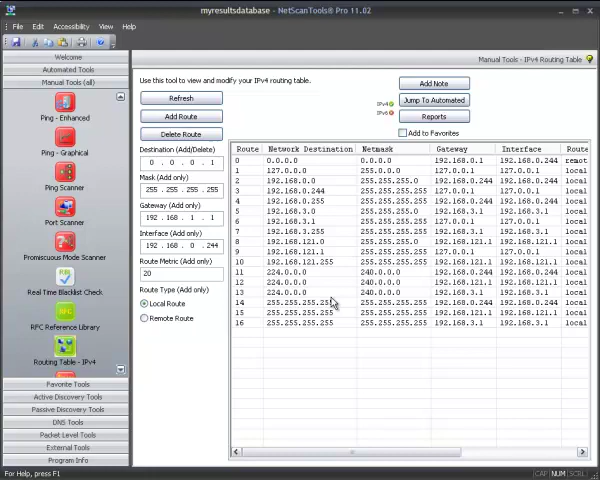 myresultsdatabase - NetScanTools® Pro 11.02
File Edit Accessibility View Help
Welcome
Automated Tools
Manual Tools (all)
Ping - Enhanced
Ping - Graphical
Ping Scanner
Port Scanner
Promiscuous Mode Scanner
Real Time Blacklist Check
RFC Reference Library
Routing Table - IPv4
Favorite Tools
Active Discovery Tools
Passive Discovery Tools
DNS Tools
Packet Level Tools
External Tools
Program Info
Manual Tools - IPv4 Routing Table
Use this tool to view and modify your IPv4 routing table.
Refresh
Add Route
Delete Route
IPv4
IPv6
Add Note
Jump To Automated
Reports
Add to Favorites
Destination (Add/Delete)
0 . 0 . 0 . 1
Mask (Add only)
255 . 255 . 255 . 255
Gateway (Add only)
192 . 168 . 1 . 1
Interface (Add only)
192 . 168 . 0 . 244
Route Metric (Add only)
20
Route Type (Add only)
Local Route
Remote Route
Route Network Destination Netmask Gateway Interface Route
0 0.0.0.0 0.0.0.0 192.168.0.1 192.168.0.244 remot
1 127.0.0.0 255.0.0.0 127.0.0.1 127.0.0.1 local
2 192.168.0.0 255.255.255.0 192.168.0.244 192.168.0.244 local
3 192.168.0.244 255.255.255.255 127.0.0.1 127.0.0.1 local
4 192.168.0.255 255.255.255.255 192.168.0.244 192.168.0.244 local
5 192.168.3.0 255.255.255.0 192.168.3.1 192.168.3.1 local
6 192.168.3.1 255.255.255.255 127.0.0.1 127.0.0.1 local
7 192.168.3.255 255.255.255.255 192.168.3.1 192.168.3.1 local
8 192.168.121.0 255.255.255.0 192.168.121.1 192.168.121.1 local
9 192.168.121.1 255.255.255.255 127.0.0.1 127.0.0.1 local
10 192.168.121.255 255.255.255.255 192.168.121.1 192.168.121.1 local
11 224.0.0.0 240.0.0.0 192.168.0.244 192.168.0.244 local
12 224.0.0.0 240.0.0.0 192.168.121.1 192.168.121.1 local
13 224.0.0.0 240.0.0.0 192.168.3.1 192.168.3.1 local
14 255.255.255.255 255.255.255.255 192.168.0.244 192.168.0.244 local
15 255.255.255.255 255.255.255.255 192.168.121.1 192.168.121.1 local
16 255.255.255.255 255.255.255.255 192.168.3.1 192.168.3.1 local
For Help, press F1
CAP NUM SCRL